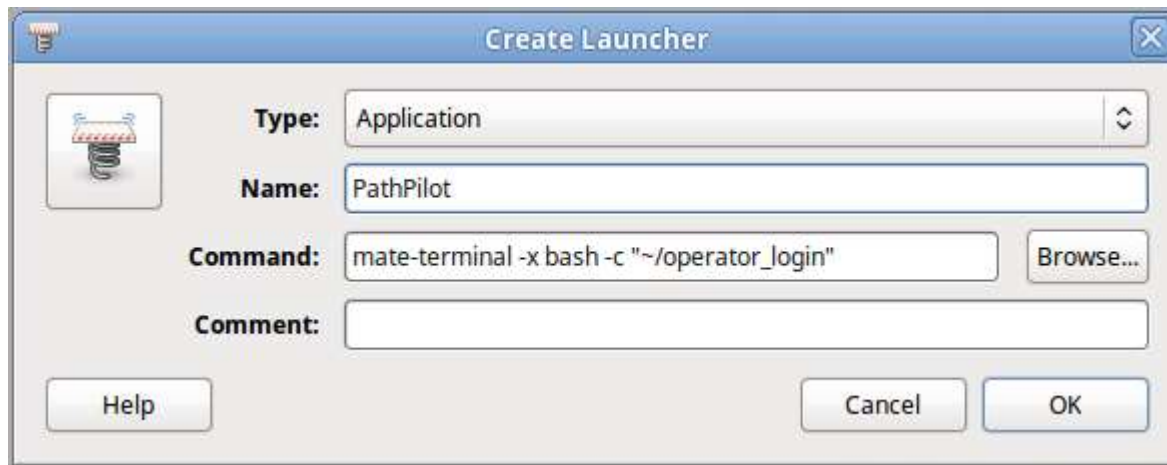 Create Launcher
Type: Application
Name: PathPilot
Command: mate-terminal -x bash -c "~/operator_login" Browse...
Comment:
Help Cancel OK